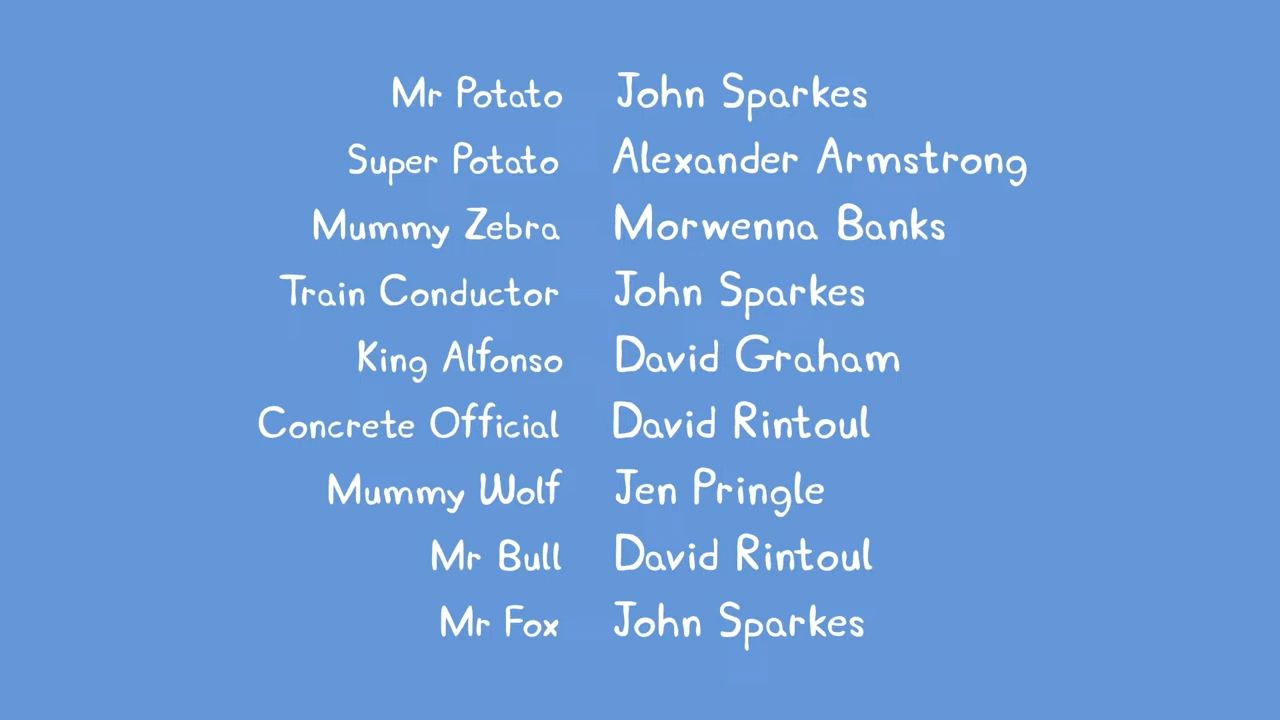 Mr Potato John Sparkes
Super Potato Alexander Armstrong
Mummy Zebra Morwenna Banks
Train Conductor John Sparkes
King Alfonso David Graham
Concrete Official David Rintoul
Mummy Wolf Jen Pringle
Mr Bull David Rintoul
Mr Fox John Sparkes